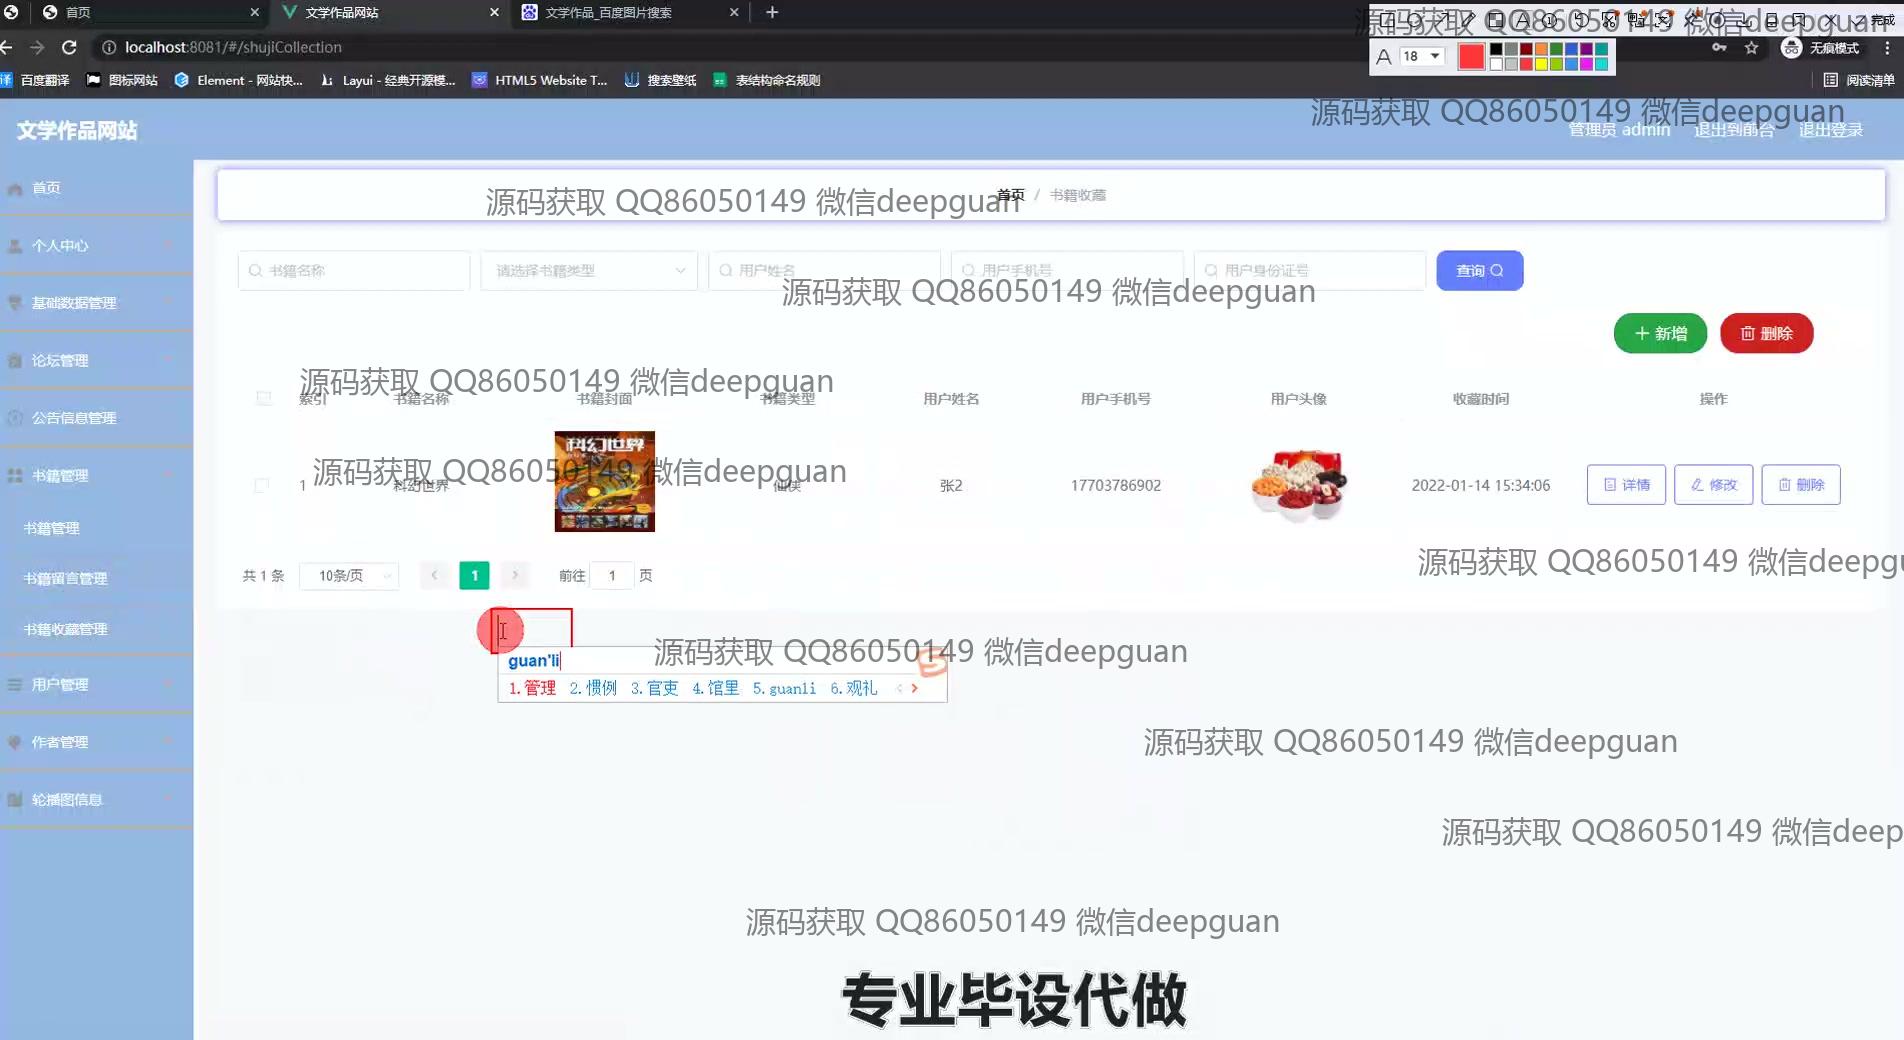 首页
文学作品网站
文学作品_百度图片搜索
完成
localhost:8081/#/shujiCollection
无痕模式
A 18
百度翻译
图标网站
Element - 网站快...
Layui - 经典开源模...
HTML5 Website T...
搜索壁纸
表结构命名规则
阅读清单
源码获取 QQ86050149 微信deepguan
源码获取 QQ86050149 微信deepguan
文学作品网站
管理员 admin
退出到前台
退出登录
首页
个人中心
基础数据管理
论坛管理
公告信息管理
书籍管理
书籍管理
书籍留言管理
书籍收藏管理
用户管理
作者管理
轮播图信息
源码获取 QQ86050149 微信deepguan
首页 / 书籍收藏
书籍名称
请选择书籍类型
用户姓名
用户手机号
用户身份证号
查询
源码获取 QQ86050149 微信deepguan
新增
删除
源码获取 QQ86050149 微信deepguan
索引 书籍名称 书籍封面 书籍类型 用户姓名 用户手机号 用户头像 收藏时间 操作
科幻世界
源码获取 QQ86050149 微信deepguan
1 科幻世界 仙侠 张2 17703786902 2022-01-14 15:34:06 详情 修改 删除
源码获取 QQ86050149 微信deepgu
共 1 条 10条/页 1 前往 1 页
源码获取 QQ86050149 微信deepguan
guan'li
1.管理 2.惯例 3.官吏 4.馆里 5.guanli 6.观礼
源码获取 QQ86050149 微信deepguan
源码获取 QQ86050149 微信deep
源码获取 QQ86050149 微信deepguan
专业毕设代做